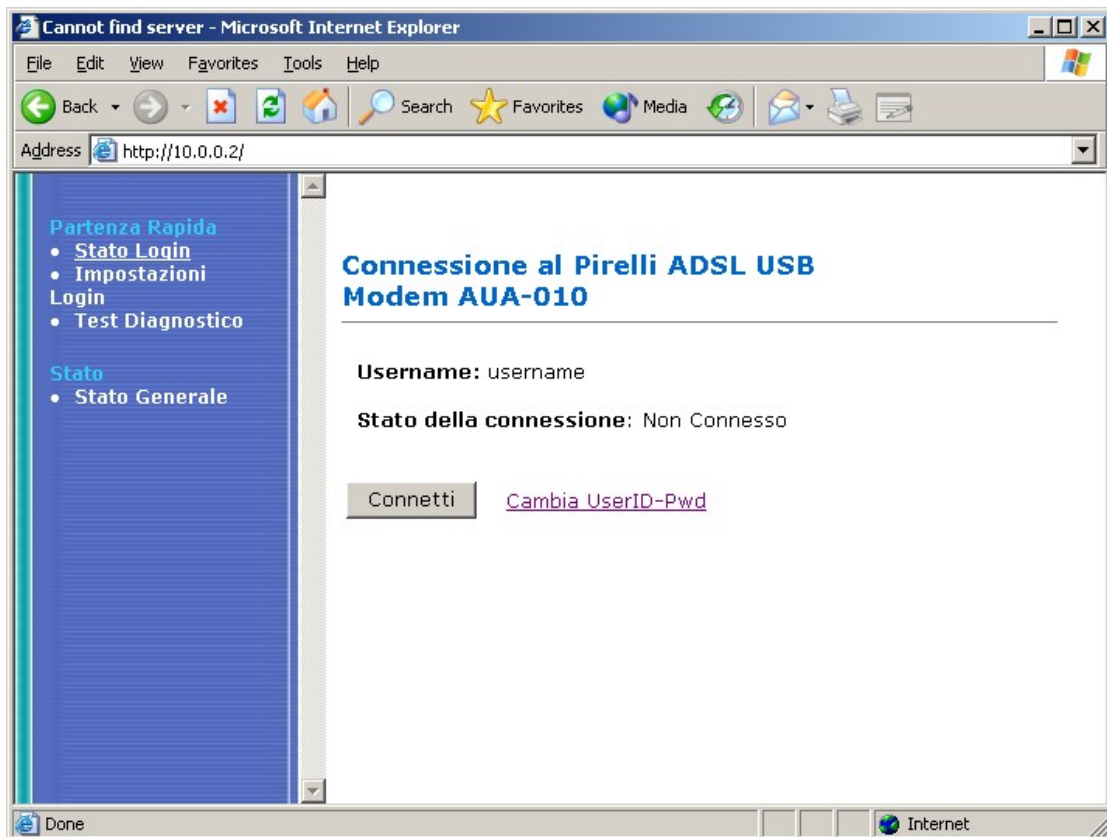 Cannot find server - Microsoft Internet Explorer
File Edit View Favorites Tools Help
Back Search Favorites Media
Address http://10.0.0.2/
Partenza Rapida
• Stato Login
• Impostazioni
Login
• Test Diagnostico
Stato
• Stato Generale
Connessione al Pirelli ADSL USB
Modem AUA-010
Username: username
Stato della connessione: Non Connesso
Connetti Cambia UserID-Pwd
Done Internet